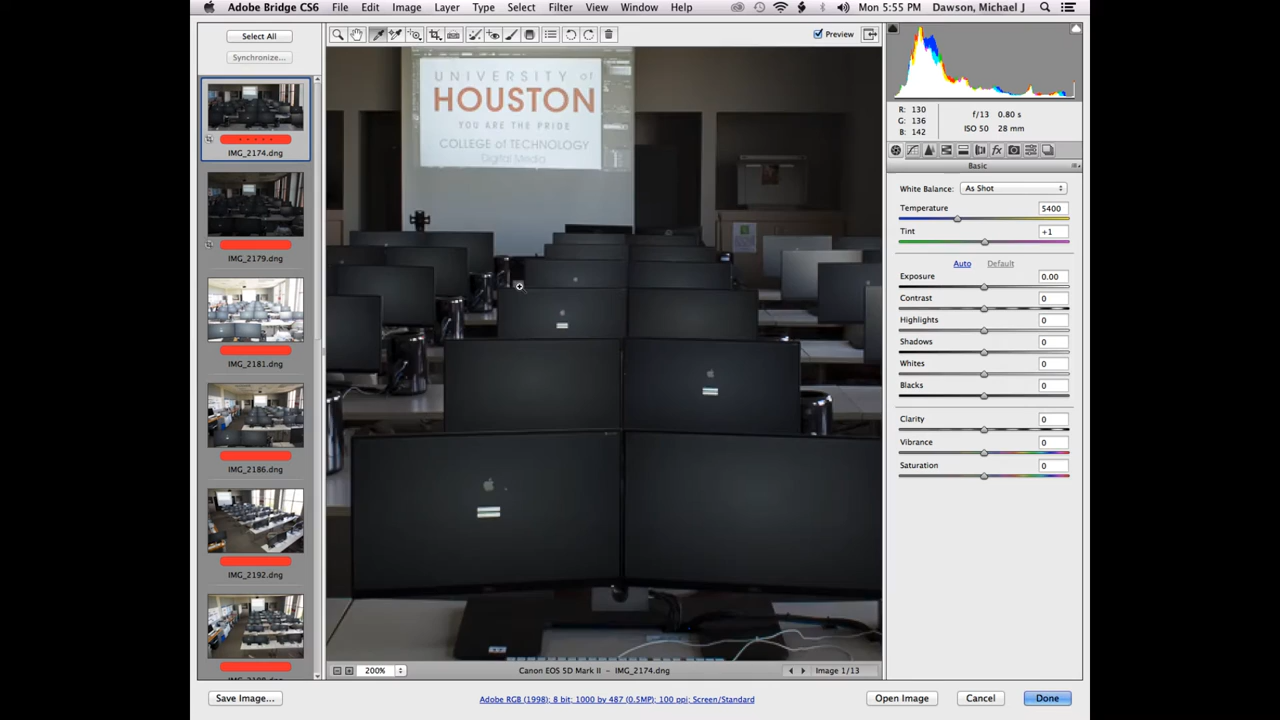 Adobe Bridge CS6 File Edit Image Layer Type Select Filter View Window Help Mon 5:55 PM Dawson, Michael J
Select All
Synchronize...
IMG_2174.dng
IMG_2179.dng
IMG_2181.dng
IMG_2186.dng
IMG_2192.dng
Preview
UNIVERSITY of
HOUSTON
YOU ARE THE PRIDE
COLLEGE of TECHNOLOGY
Digital Media
200%
Canon EOS 5D Mark II – IMG_2174.dng
Image 1/13
R: 130
G: 136
B: 142
f/13 0.80 s
ISO 50 28 mm
Basic
White Balance: As Shot
Temperature 5400
Tint +1
Auto Default
Exposure 0.00
Contrast 0
Highlights 0
Shadows 0
Whites 0
Blacks 0
Clarity 0
Vibrance 0
Saturation 0
Save Image...
Adobe RGB (1998); 8 bit; 1000 by 487 (0.5MP); 100 ppi; Screen/Standard
Open Image
Cancel
Done